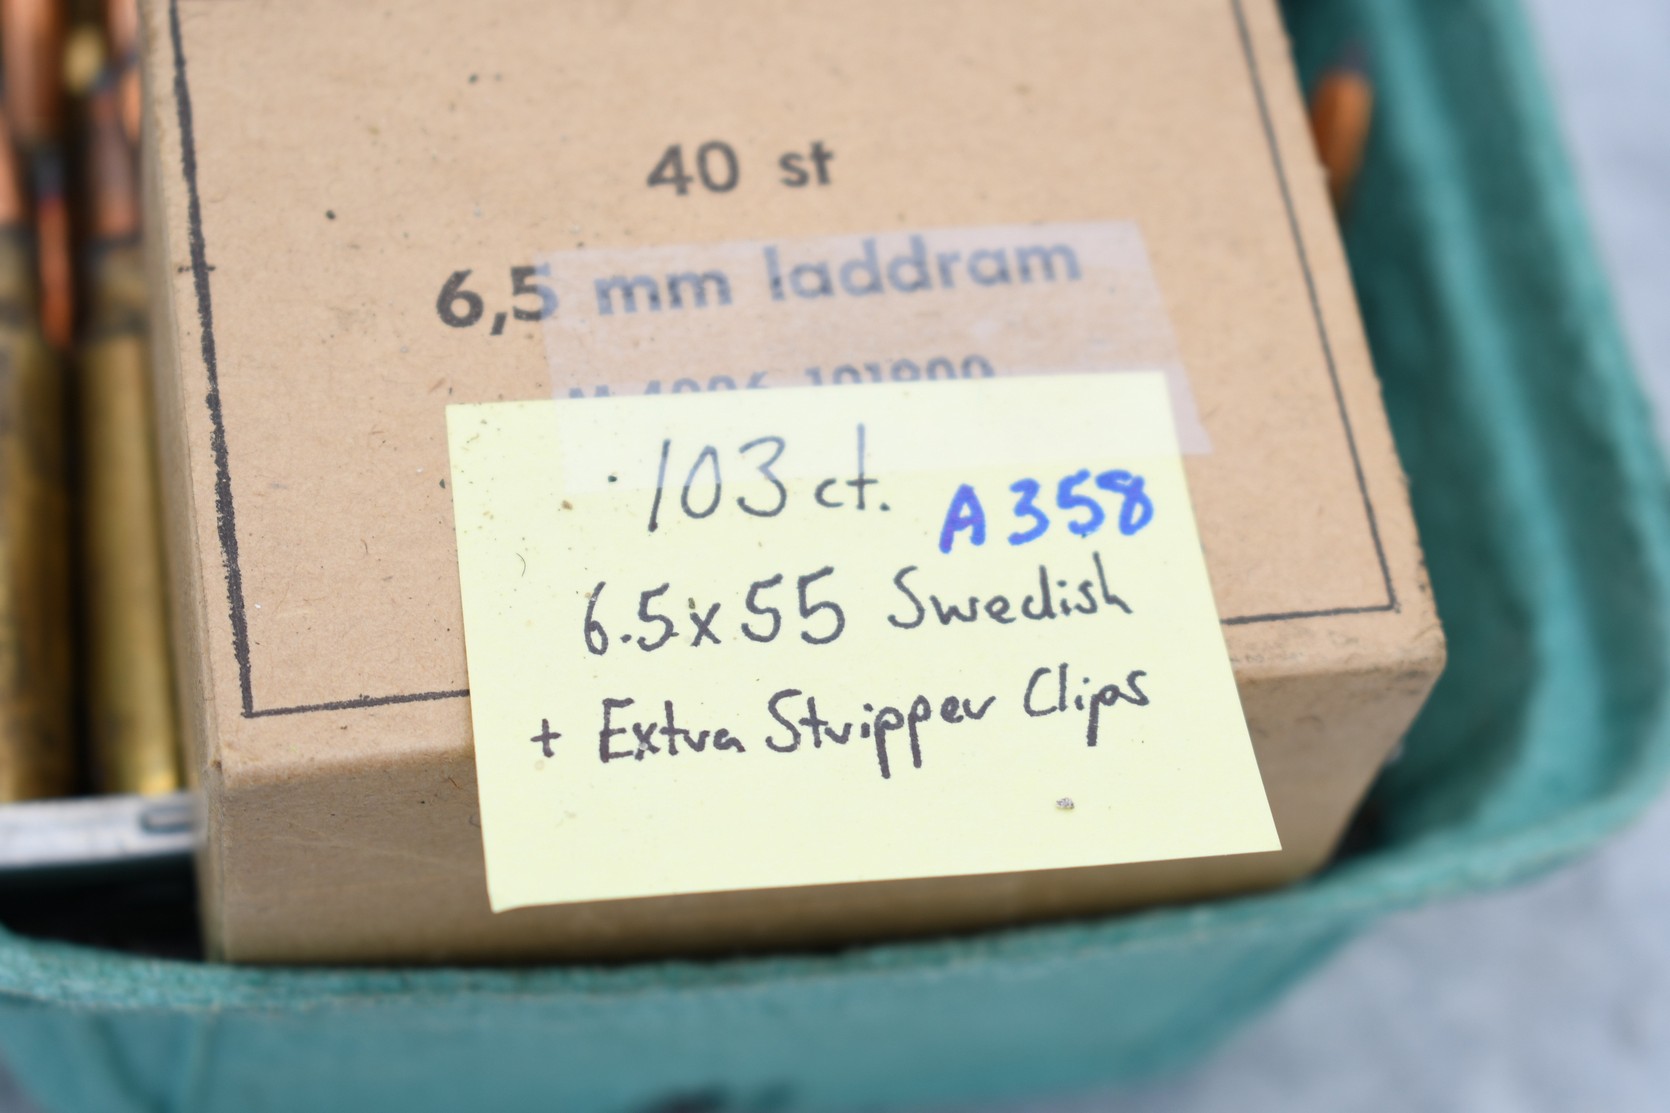 40 st
6,5 mm laddram
103 ct.
A358
6.5x55 Swedish
+ Extra Stripper Clips